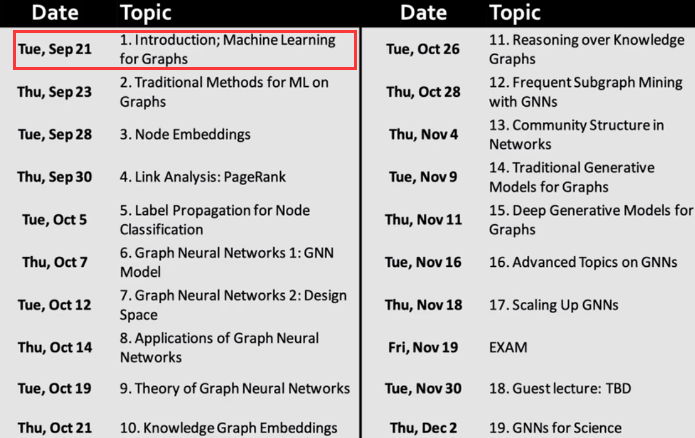 Date Topic
Tue, Sep 21 1. Introduction; Machine Learning
for Graphs
Thu, Sep 23 2. Traditional Methods for ML on
Graphs
Tue, Sep 28 3. Node Embeddings
Thu, Sep 30 4. Link Analysis: PageRank
Tue, Oct 5 5. Label Propagation for Node
Classification
Thu, Oct 7 6. Graph Neural Networks 1: GNN
Model
Tue, Oct 12 7. Graph Neural Networks 2: Design
Space
Thu, Oct 14 8. Applications of Graph Neural
Networks
Tue, Oct 19 9. Theory of Graph Neural Networks
Thu, Oct 21 10. Knowledge Graph Embeddings
Date Topic
Tue, Oct 26 11. Reasoning over Knowledge
Graphs
Thu, Oct 28 12. Frequent Subgraph Mining
with GNNs
Thu, Nov 4 13. Community Structure in
Networks
Tue, Nov 9 14. Traditional Generative
Models for Graphs
Thu, Nov 11 15. Deep Generative Models for
Graphs
Tue, Nov 16 16. Advanced Topics on GNNs
Thu, Nov 18 17. Scaling Up GNNs
Fri, Nov 19 EXAM
Tue, Nov 30 18. Guest lecture: TBD
Thu, Dec 2 19. GNNs for Science